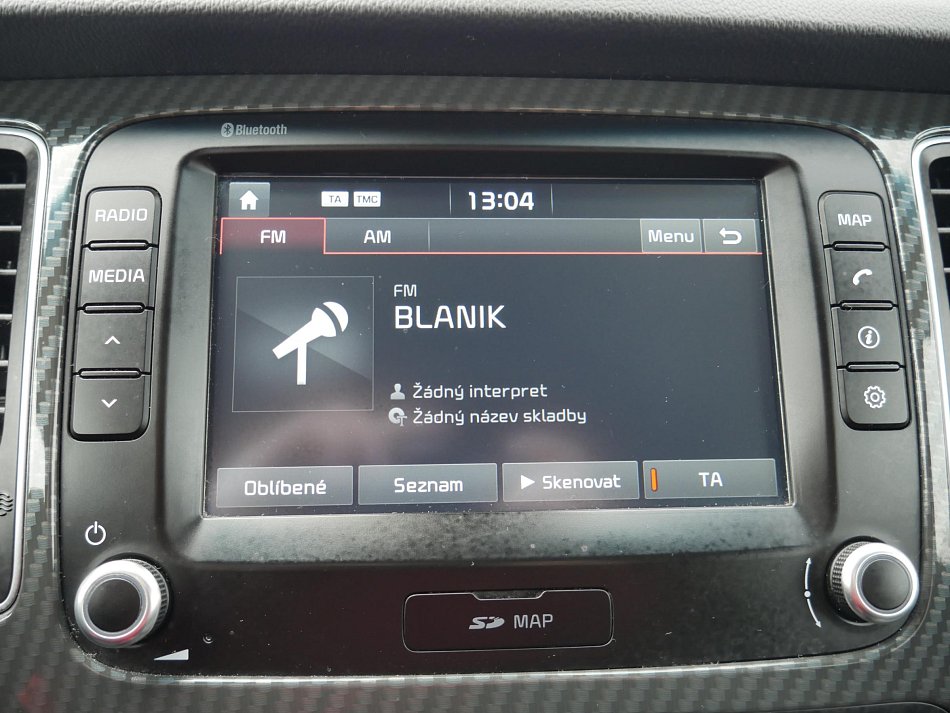 Bluetooth
RADIO
MEDIA
TA TMC 13:04
FM AM Menu
FM
BLANIK
Žádný interpret
Žádný název skladby
Oblíbené Seznam Skenovat TA
MAP
i
SD MAP